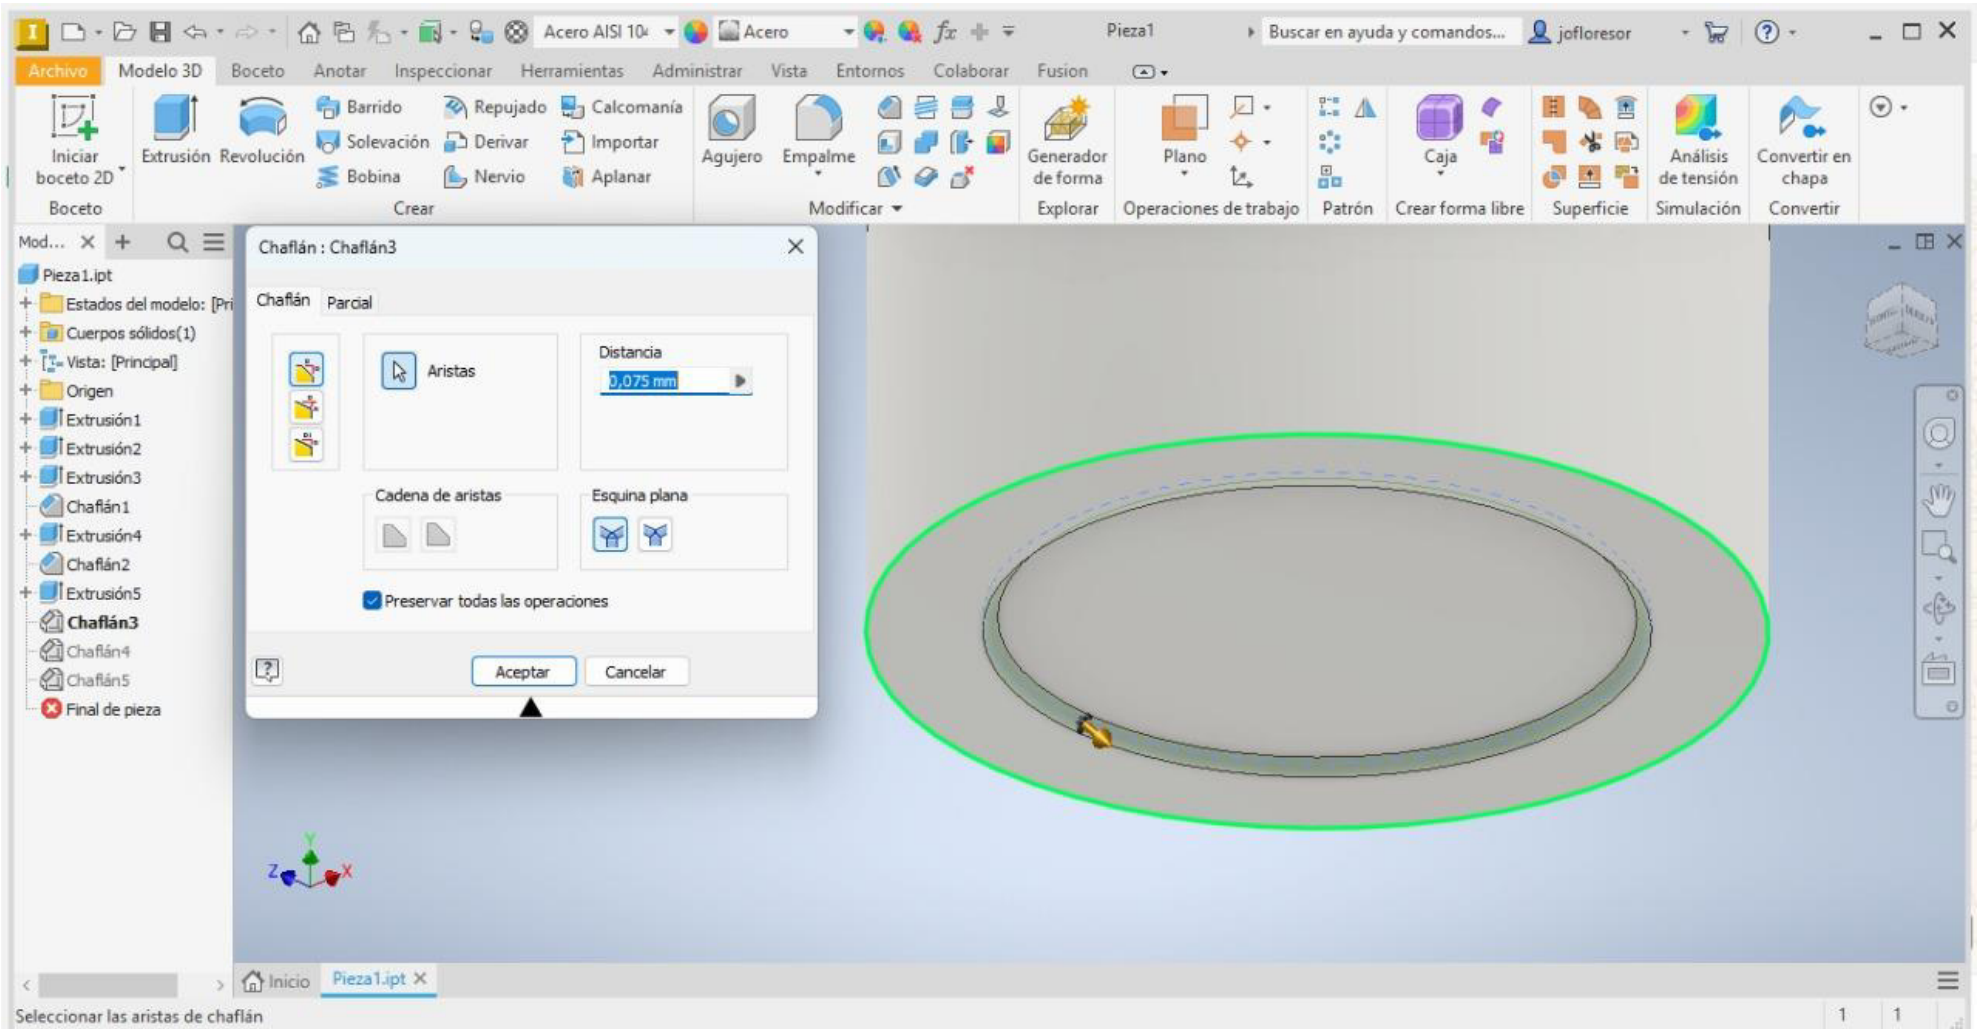 I Acero AISI 10 Acero fx Pieza1 Buscar en ayuda y comandos... jofloresor
Archivo Modelo 3D Boceto Anotar Inspeccionar Herramientas Administrar Vista Entornos Colaborar Fusion
Iniciar boceto 2D
Extrusión
Revolución
Barrido
Solevación
Bobina
Repujado
Derivar
Nervio
Calcomanía
Importar
Aplanar
Agujero
Empalme
Generador de forma
Plano
Caja
Análisis de tensión
Convertir en chapa
Boceto Crear Modificar Explorar Operaciones de trabajo Patrón Crear forma libre Superficie Simulación Convertir
Mod...
Pieza1.ipt
Estados del modelo: [Pri
Cuerpos sólidos(1)
Vista: [Principal]
Origen
Extrusión1
Extrusión2
Extrusión3
Chaflán1
Extrusión4
Chaflán2
Extrusión5
Chaflán3
Chaflán4
Chaflán5
Final de pieza
Chaflán : Chaflán3
Chaflán Parcial
Aristas
Distancia
0,075 mm
Cadena de aristas
Esquina plana
Preservar todas las operaciones
Aceptar Cancelar
Y
Z X
Inicio Pieza1.ipt
Seleccionar las aristas de chaflán
1 1